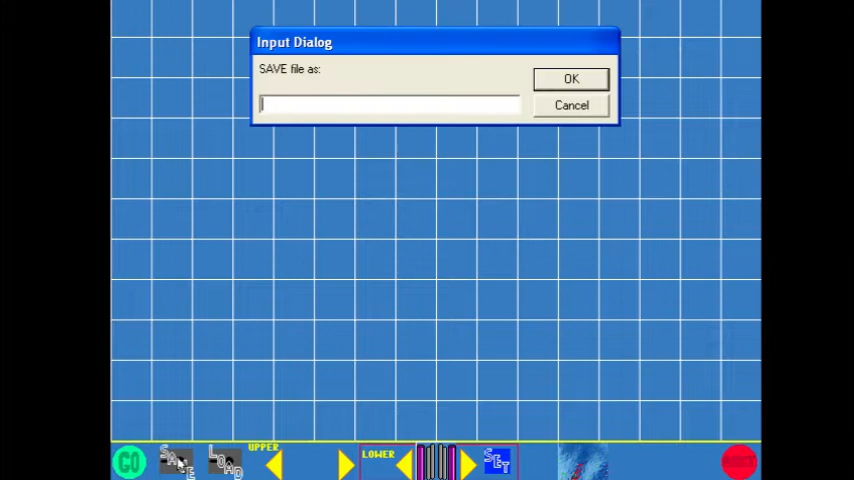 Input Dialog
SAVE file as:
OK
Cancel
GO
SAVE
LOAD
UPPER
LOWER
SET